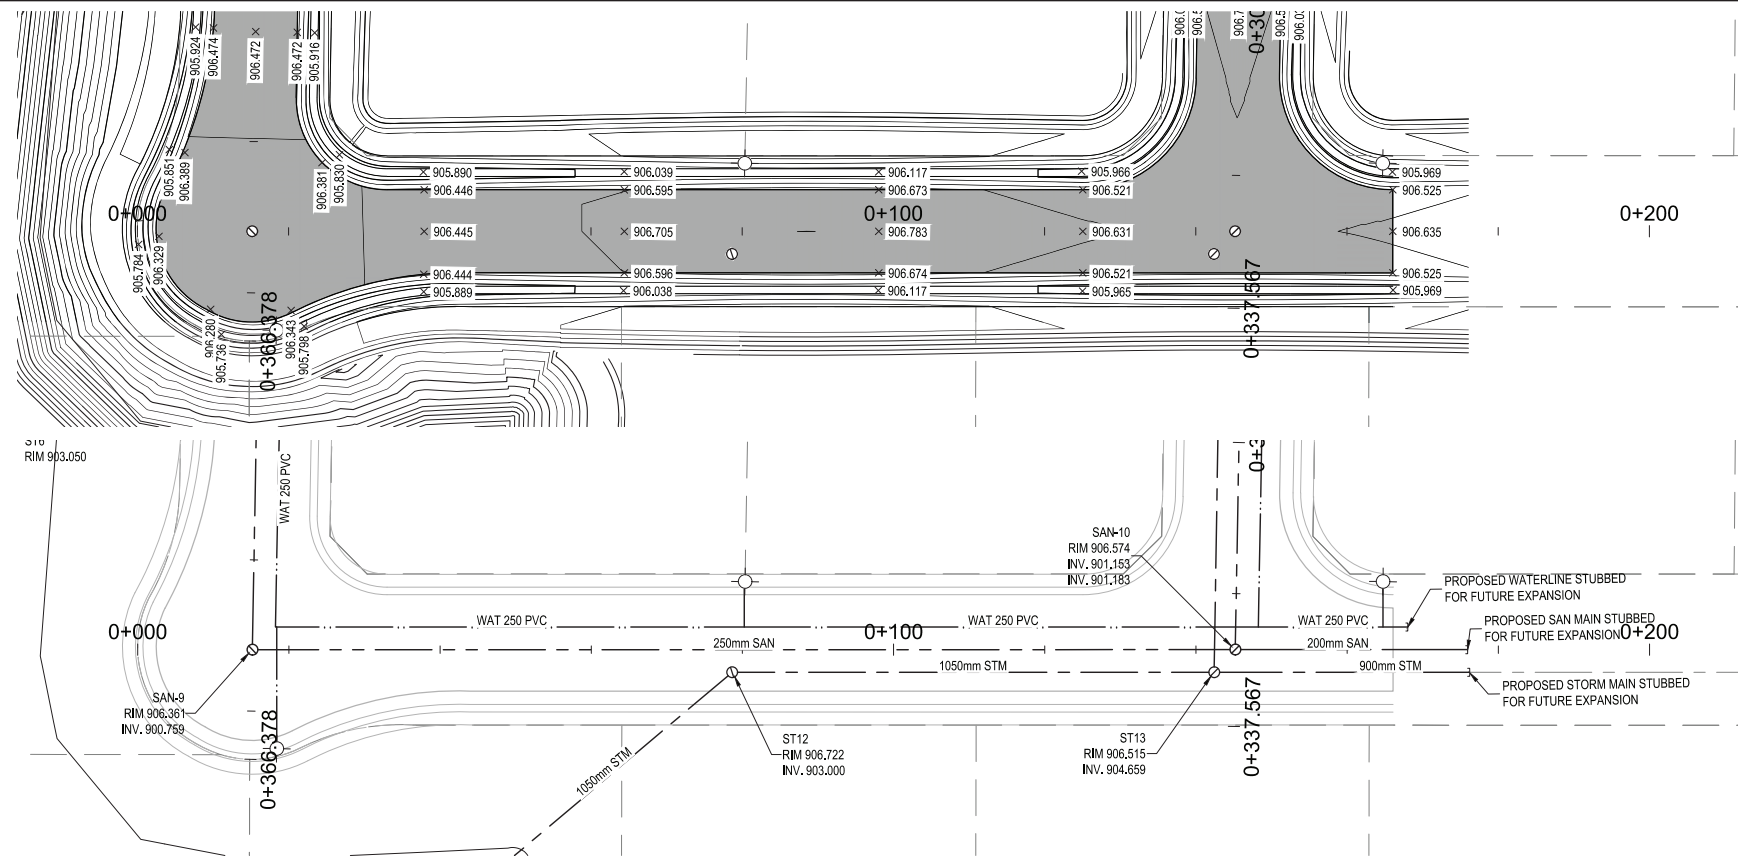 905.924
906.474
906.472
906.472
905.916
0+30
905.851
906.389
906.381
905.830
905.890
906.446
906.039
906.595
906.117
906.673
905.966
906.521
905.969
906.525
0+000
0+100
0+200
906.445
906.705
906.783
906.631
906.635
905.784
906.329
906.444
905.889
906.596
906.038
906.674
906.117
906.521
905.965
906.525
905.969
906.280
905.736
0+366.378
906.343
905.798
0+337.567
ST6
RIM 903.050
WAT 250 PVC
0+3
SAN-10
RIM 906.574
INV. 901.153
INV. 901.183
PROPOSED WATERLINE STUBBED
FOR FUTURE EXPANSION
WAT 250 PVC
WAT 250 PVC
WAT 250 PVC
PROPOSED SAN MAIN STUBBED
FOR FUTURE EXPANSION
0+000
0+100
0+200
250mm SAN
200mm SAN
1050mm STM
900mm STM
PROPOSED STORM MAIN STUBBED
FOR FUTURE EXPANSION
SAN-9
RIM 906.361
INV. 900.759
0+366.378
1050mm STM
ST12
RIM 906.722
INV. 903.000
ST13
RIM 906.515
INV. 904.659
0+337.567